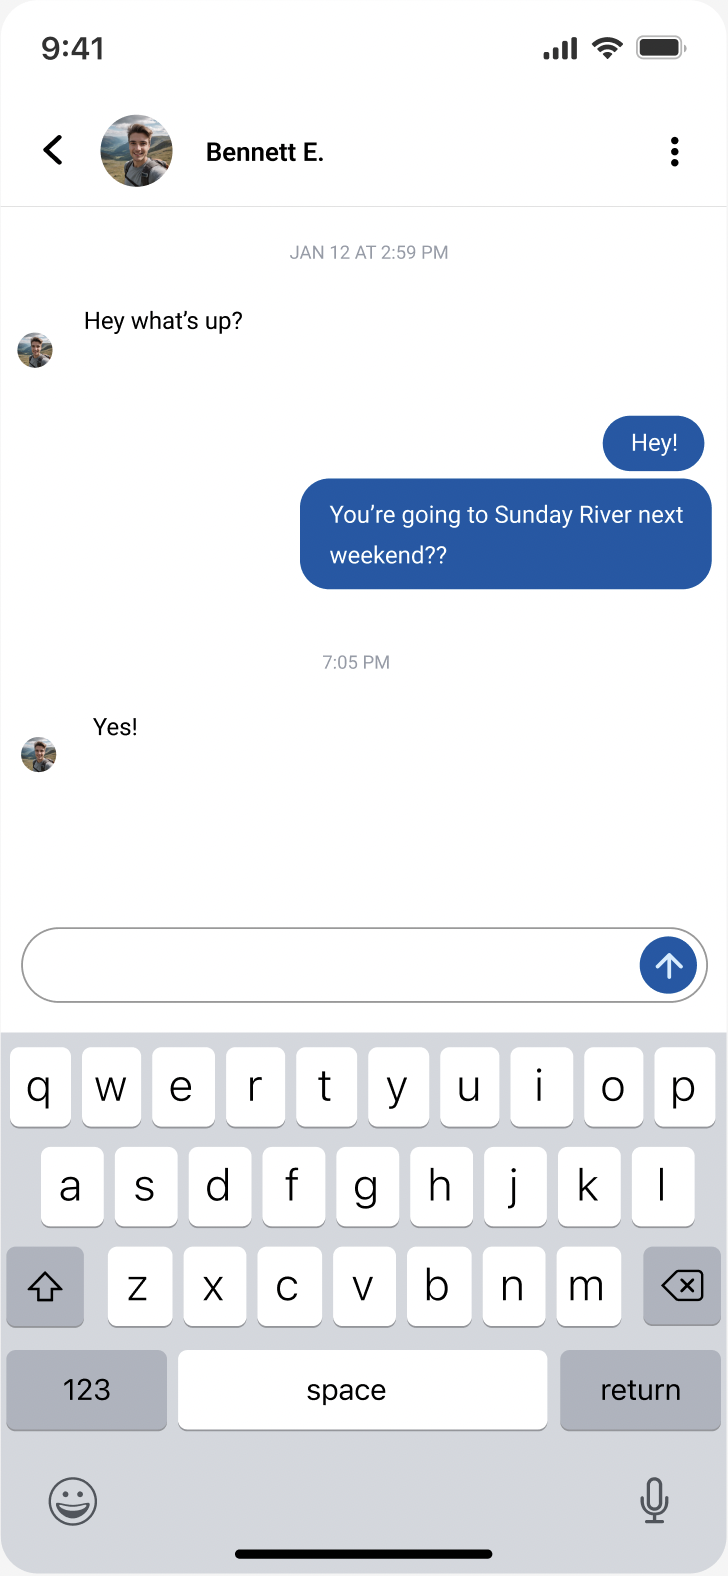 9:41
Bennett E.
JAN 12 AT 2:59 PM
Hey what’s up?
Hey!
You’re going to Sunday River next
weekend??
7:05 PM
Yes!
q w e r t y u i o p
a s d f g h j k l
z x c v b n m
123 space return